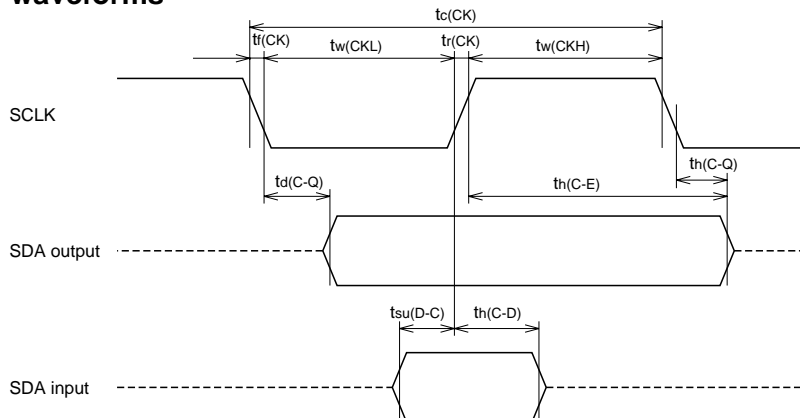 waveforms
tc(CK)
tf(CK) tw(CKL) tr(CK) tw(CKH)
SCLK
td(C-Q) th(C-E) th(C-Q)
SDA output
tsu(D-C) th(C-D)
SDA input